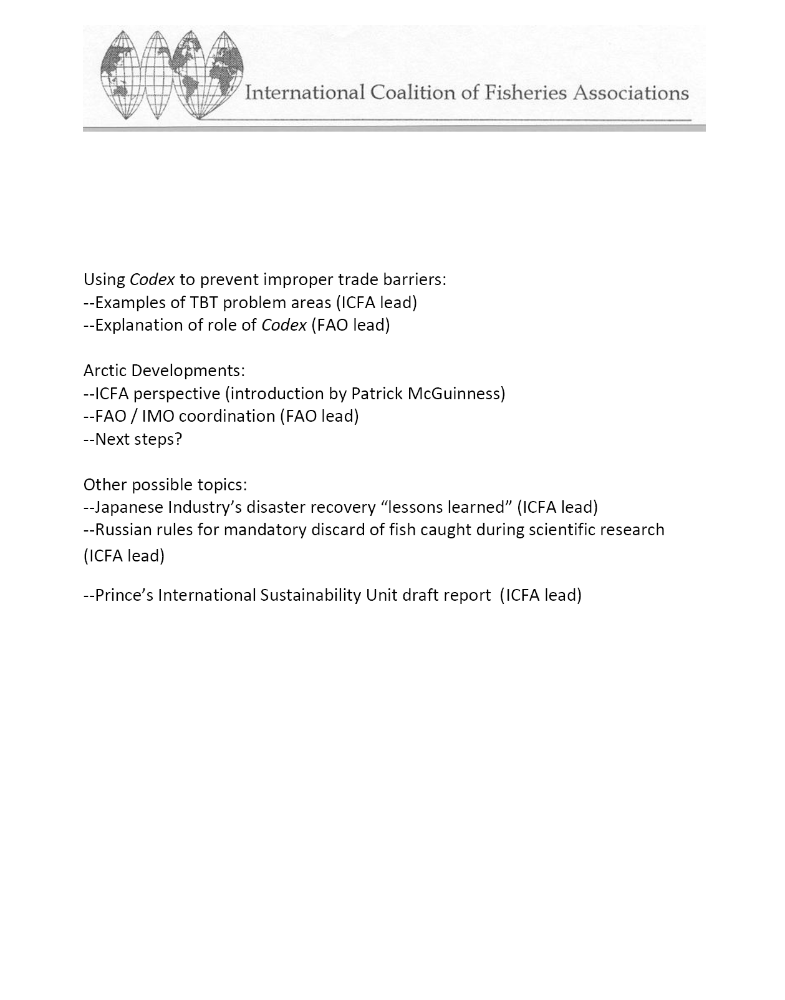 International Coalition of Fisheries Associations
Using Codex to prevent improper trade barriers:
--Examples of TBT problem areas (ICFA lead)
--Explanation of role of Codex (FAO lead)
Arctic Developments:
--ICFA perspective (introduction by Patrick McGuinness)
--FAO / IMO coordination (FAO lead)
--Next steps?
Other possible topics:
--Japanese Industry’s disaster recovery “lessons learned” (ICFA lead)
--Russian rules for mandatory discard of fish caught during scientific research
(ICFA lead)
--Prince’s International Sustainability Unit draft report  (ICFA lead)